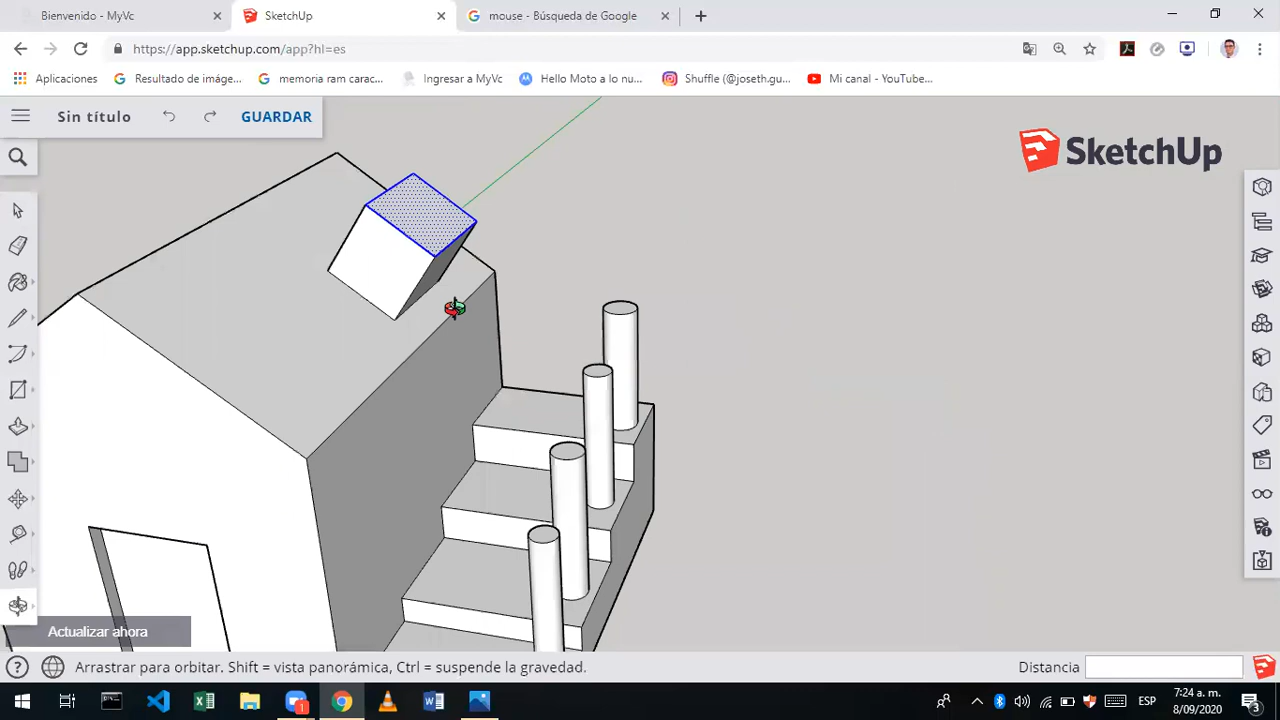 Bienvenido - MyVc
SketchUp
mouse - Búsqueda de Google
https://app.sketchup.com/app?hl=es
Aplicaciones
Resultado de imáge...
memoria ram carac...
Ingresar a MyVc
Hello Moto a lo nu...
Shuffle (@joseth.gu...
Mi canal - YouTube...
Sin título
GUARDAR
SketchUp
Actualizar ahora
Arrastrar para orbitar. Shift = vista panorámica, Ctrl = suspende la gravedad.
Distancia
1
ESP
7:24 a. m.
8/09/2020
3